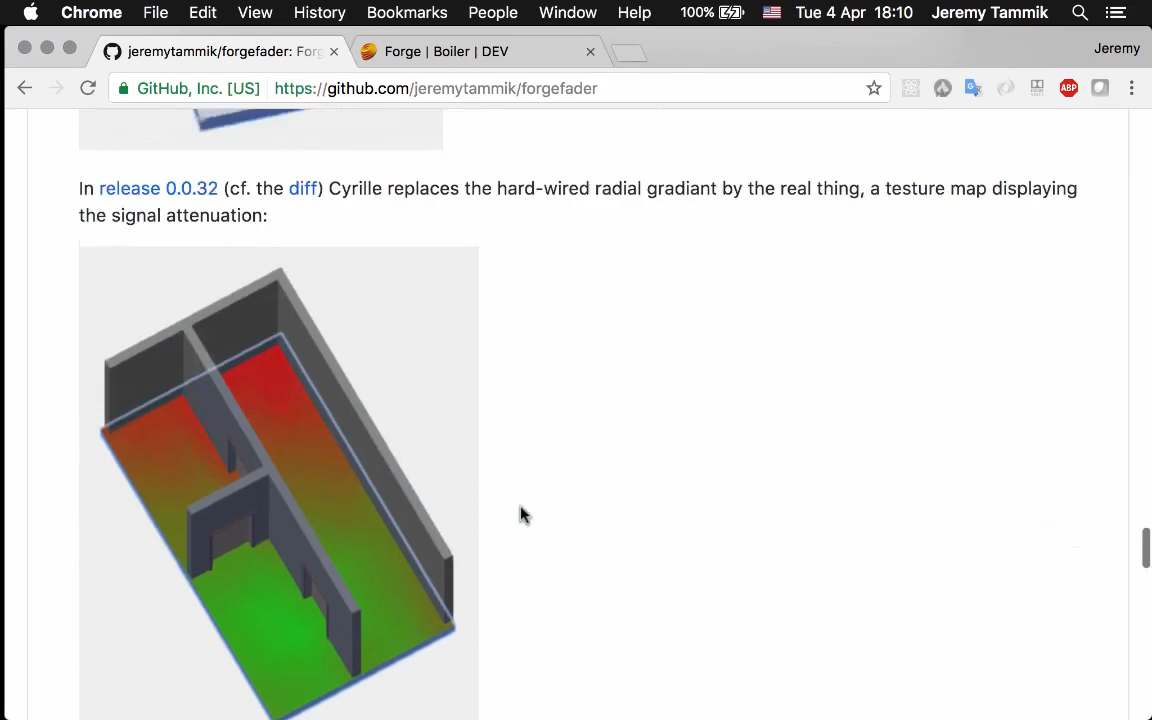 Chrome File Edit View History Bookmarks People Window Help 100% Tue 4 Apr 18:10 Jeremy Tammik
jeremytammik/forgefader: Forg Forge | Boiler | DEV Jeremy
GitHub, Inc. [US] https://github.com/jeremytammik/forgefader ABP
In release 0.0.32 (cf. the diff) Cyrille replaces the hard-wired radial gradiant by the real thing, a testure map displaying
the signal attenuation: